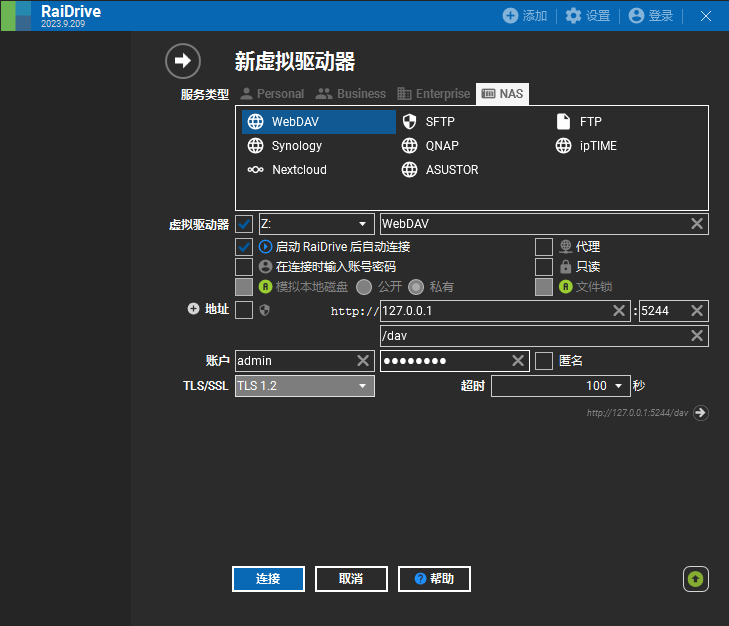 RaiDrive
2023.9.209
添加 设置 登录
新虚拟驱动器
服务类型 Personal Business Enterprise NAS
WebDAV SFTP FTP
Synology QNAP ipTIME
Nextcloud ASUSTOR
虚拟驱动器 Z: WebDAV
启动 RaiDrive 后自动连接 代理
在连接时输入账号密码 只读
模拟本地磁盘 公开 私有 文件锁
地址 http:// 127.0.0.1 : 5244
/dav
账户 admin ●●●●●●●● 匿名
TLS/SSL TLS 1.2 超时 100 秒
http://127.0.0.1:5244/dav
连接 取消 帮助